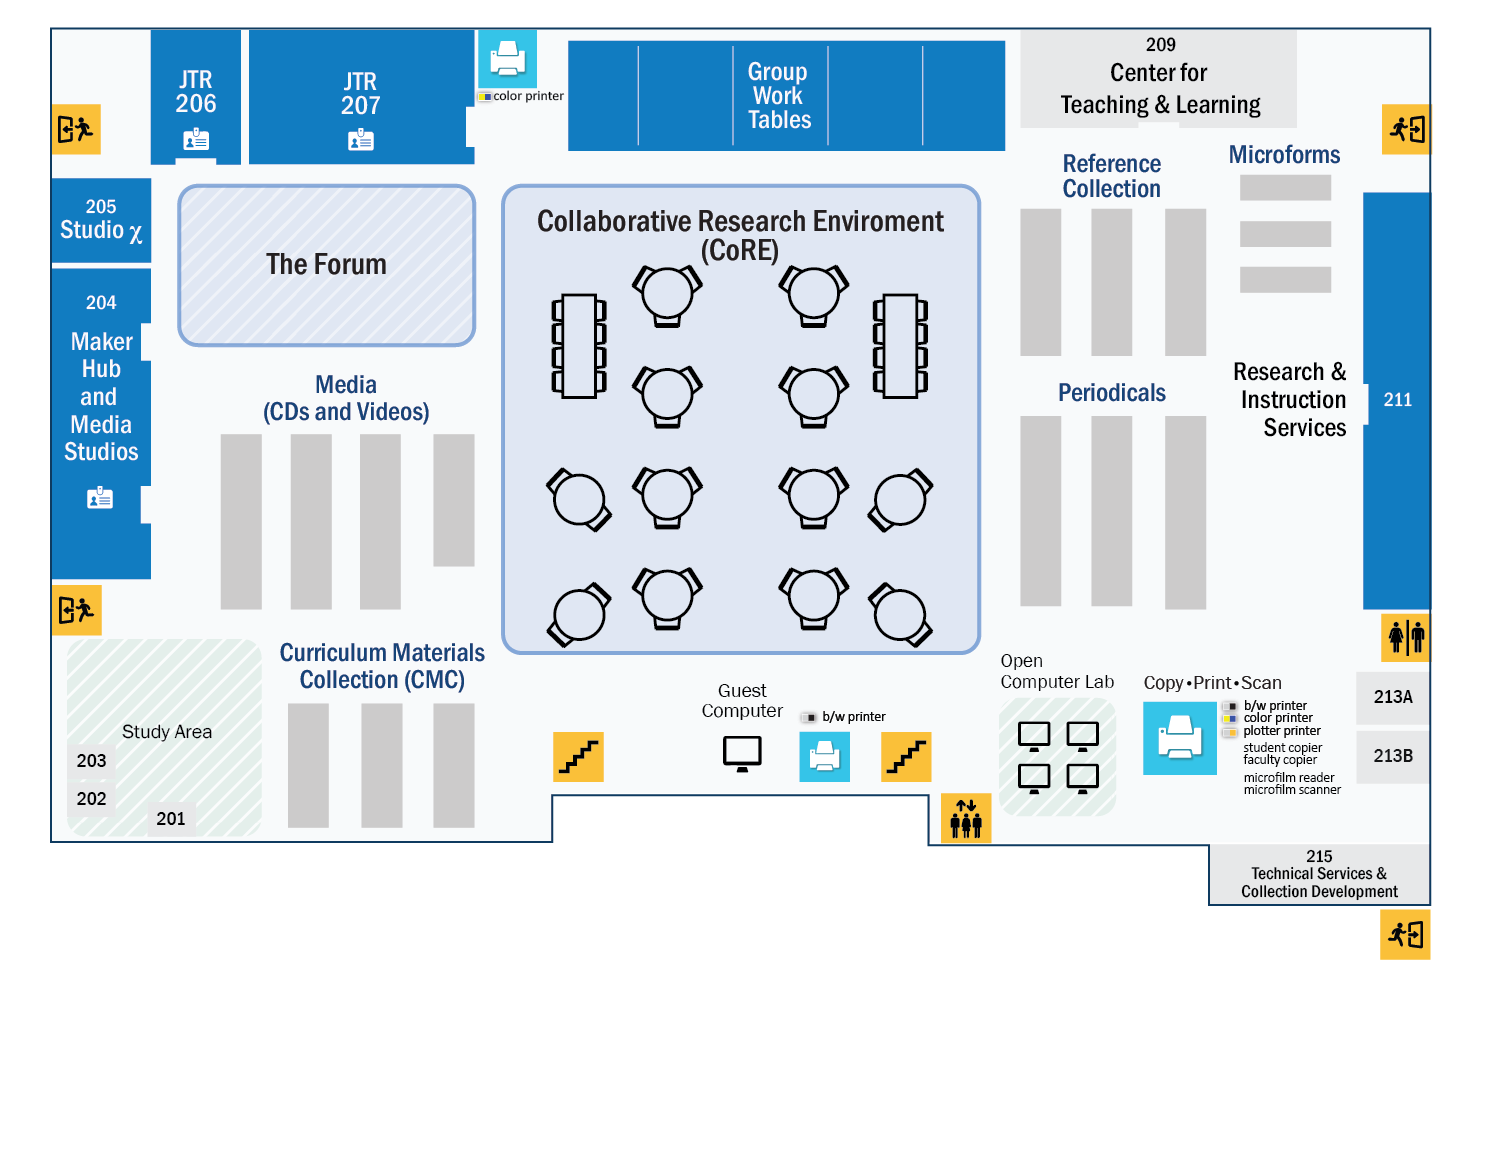 JTR
206
JTR
207
color printer
Group
Work
Tables
209
Center for
Teaching & Learning
205
Studio χ
The Forum
Collaborative Research Enviroment
(CoRE)
Reference
Collection
Microforms
204
Maker
Hub
and
Media
Studios
Media
(CDs and Videos)
Periodicals
Research &
Instruction
Services
211
Curriculum Materials
Collection (CMC)
Study Area
203
202
201
Guest
Computer
b/w printer
Open
Computer Lab
Copy•Print•Scan
b/w printer
color printer
plotter printer
student copier
faculty copier
microfilm reader
microfilm scanner
213A
213B
215
Technical Services &
Collection Development